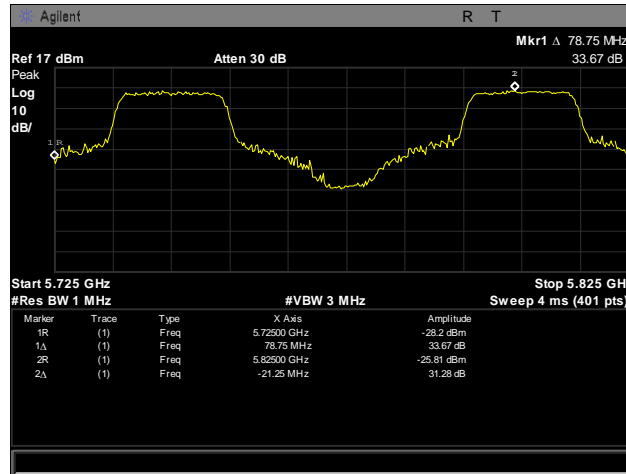 Agilent R T
Mkr1 Δ 78.75 MHz
Ref 17 dBm Atten 30 dB 33.67 dB
Peak
Log
10
dB/
2
1 R
Start 5.725 GHz Stop 5.825 GH
#Res BW 1 MHz #VBW 3 MHz Sweep 4 ms (401 pts)
Marker Trace Type X Axis Amplitude
1R (1) Freq 5.72500 GHz -28.2 dBm
1Δ (1) Freq 78.75 MHz 33.67 dB
2R (1) Freq 5.82500 GHz -25.81 dBm
2Δ (1) Freq -21.25 MHz 31.28 dB